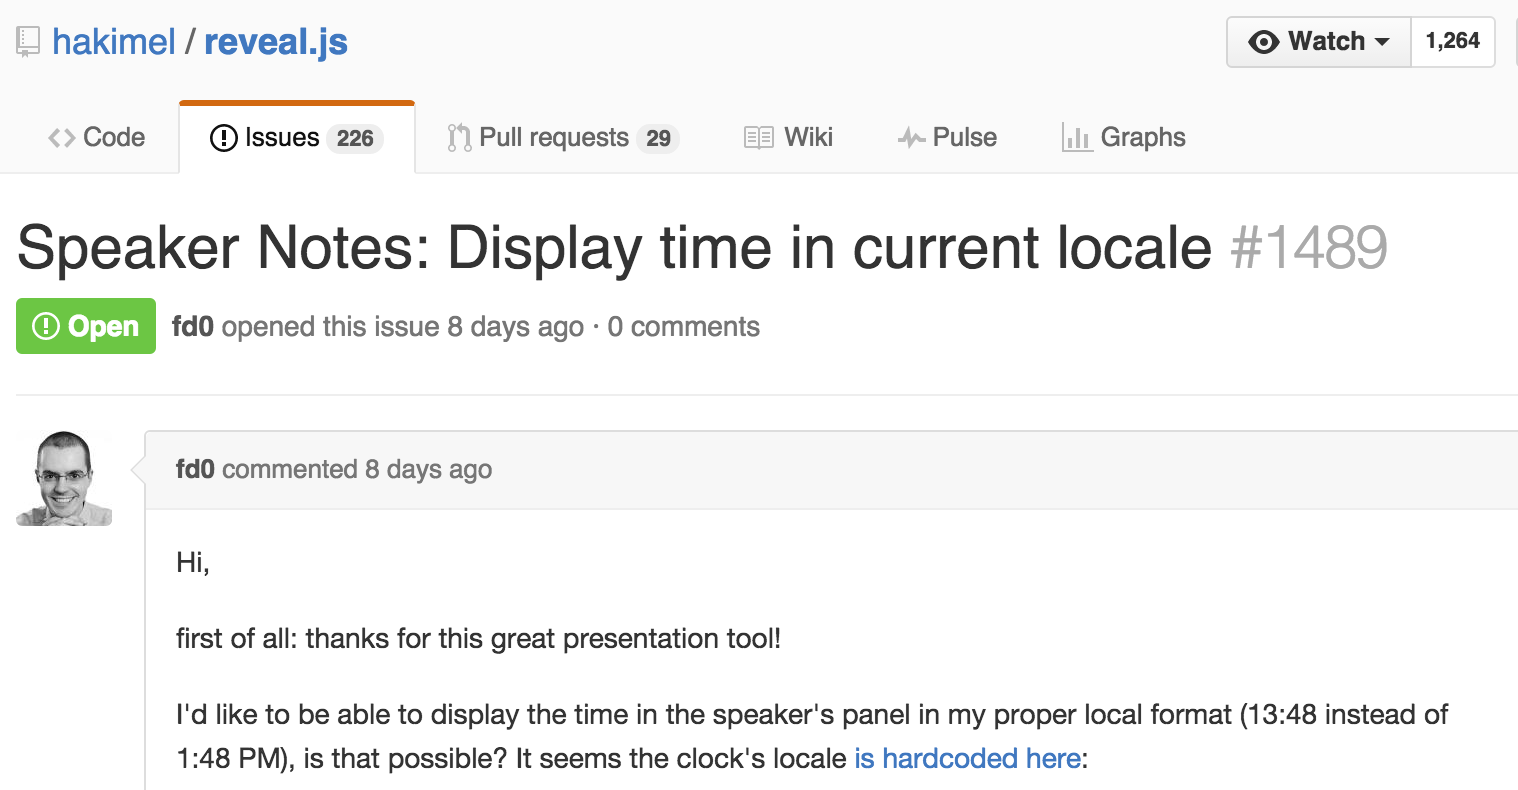 hakimel / reveal.js
Watch 1,264
Code Issues 226 Pull requests 29 Wiki Pulse Graphs
Speaker Notes: Display time in current locale #1489
Open fd0 opened this issue 8 days ago · 0 comments
fd0 commented 8 days ago
Hi,
first of all: thanks for this great presentation tool!
I'd like to be able to display the time in the speaker's panel in my proper local format (13:48 instead of
1:48 PM), is that possible? It seems the clock's locale is hardcoded here: